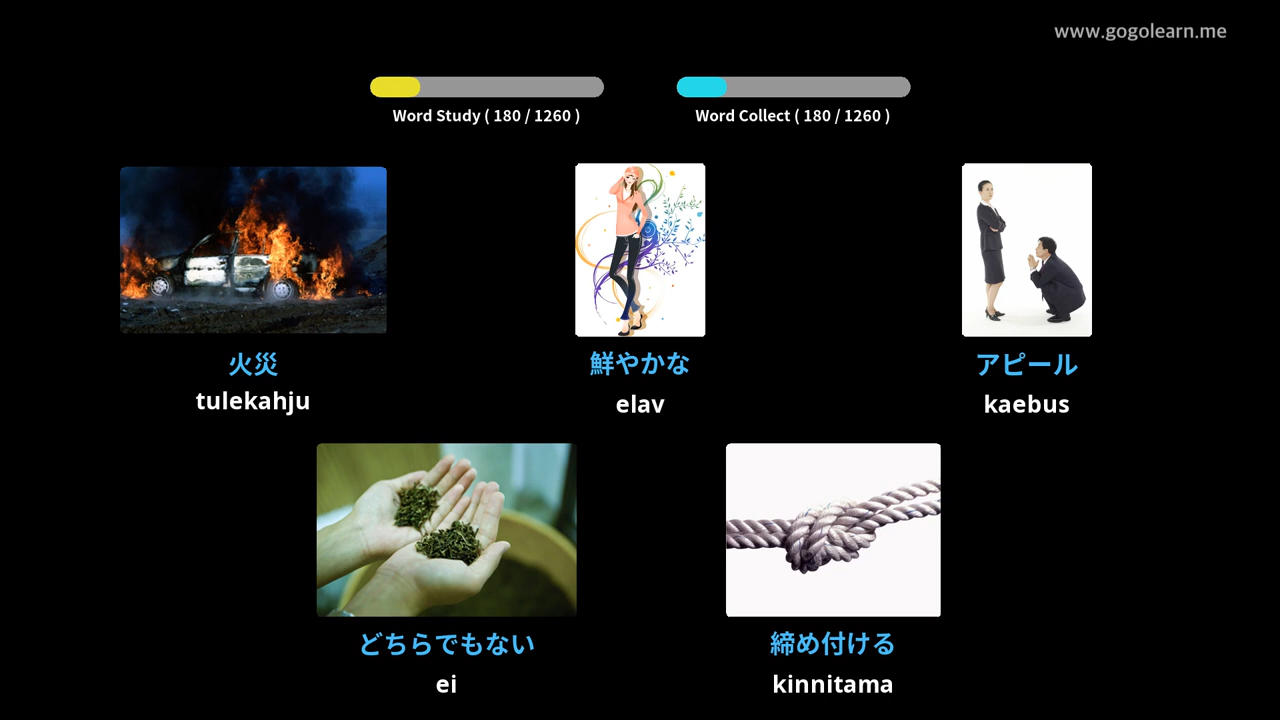 www.gogolearn.me
Word Study ( 180 / 1260 )
Word Collect ( 180 / 1260 )
火災
tulekahju
鮮やかな
elav
アピール
kaebus
どちらでもない
ei
締め付ける
kinnitama